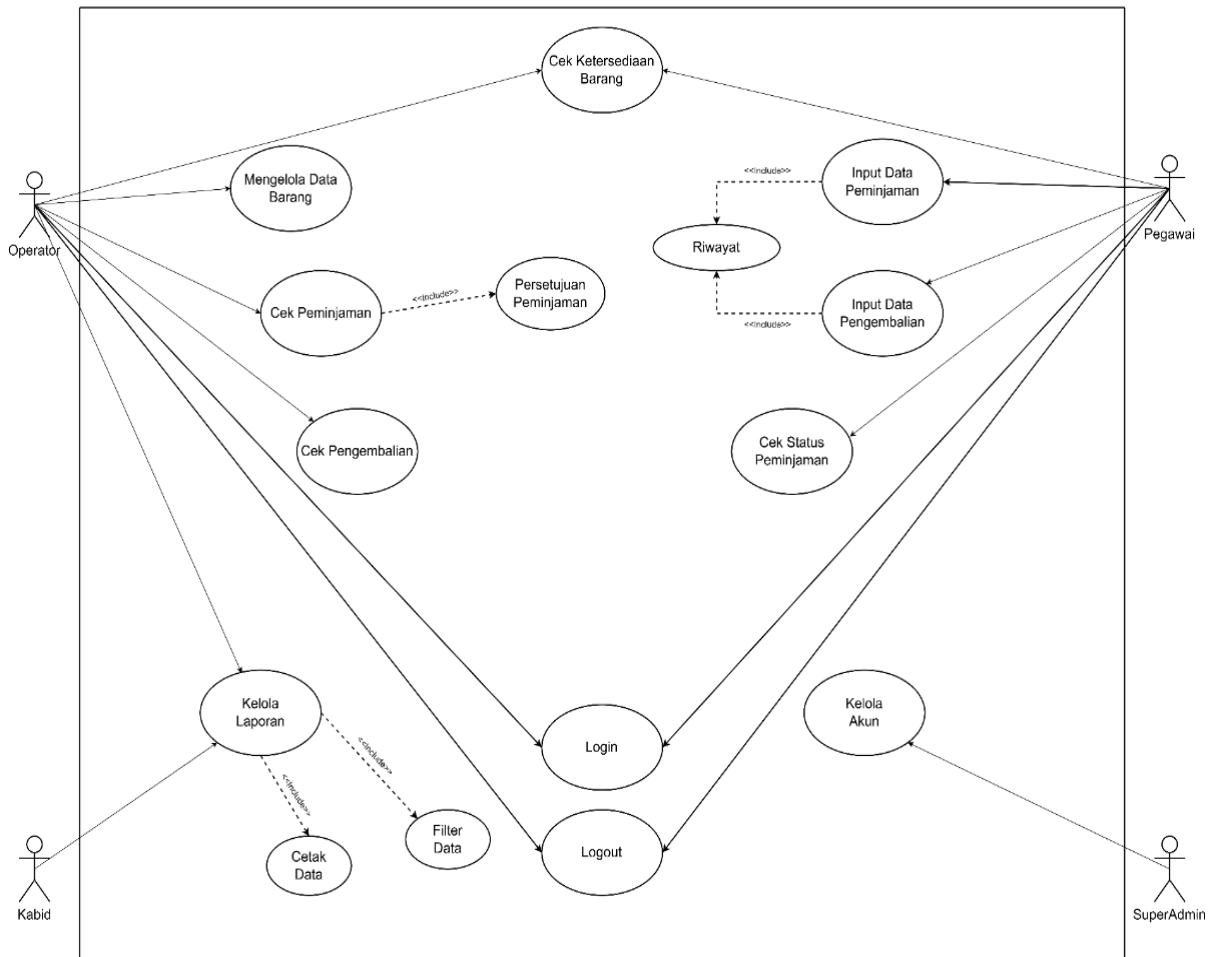 Cek Ketersediaan
Barang
Mengelola Data
Barang
<<Include>>
Input Data
Peminjaman
Operator
Pegawai
Riwayat
Persetujuan
Peminjaman
<<Include>>
Cek Peminjaman
Input Data
Pengembalian
<<Include>>
Cek Pengembalian
Cek Status
Peminjaman
Kelola
Laporan
Kelola
Akun
Login
<<Include>>
<<Include>>
Filter
Data
Logout
Cetak
Data
Kabid
SuperAdmin